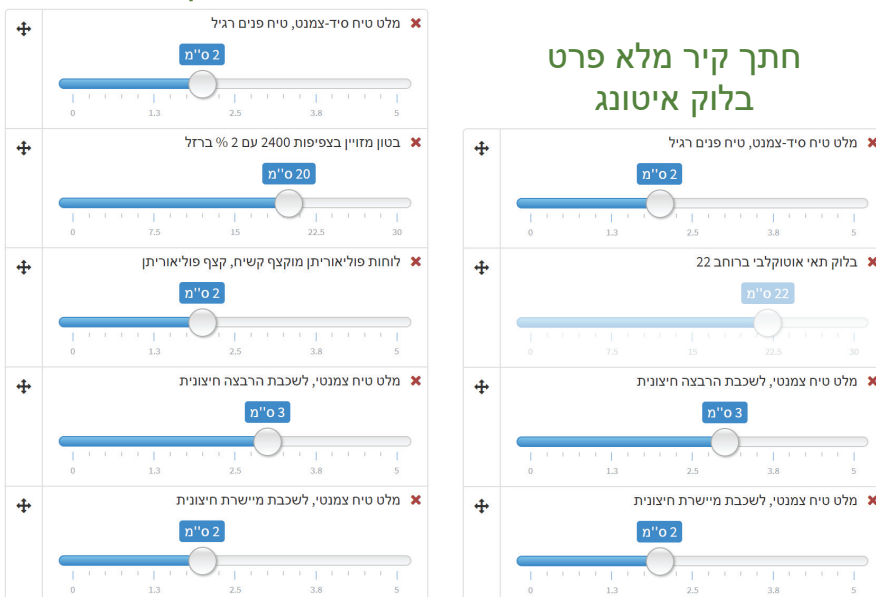 מלט טיח סיד-צמנט, טיח פנים רגיל
2 ס''מ
0 1.3 2.5 3.8 5
בטון מזויין בצפיפות 2400 עם 2 % ברזל
20 ס''מ
0 7.5 15 22.5 30
לוחות פוליאוריתן מוקצף קשיח, קצף פוליאוריתן
2 ס''מ
0 1.3 2.5 3.8 5
מלט טיח צמנטי, לשכבת הרבצה חיצונית
3 ס''מ
0 1.3 2.5 3.8 5
מלט טיח צמנטי, לשכבת מיישרת חיצונית
2 ס''מ
0 1.3 2.5 3.8 5
חתך קיר מלא פרט
בלוק איטונג
מלט טיח סיד-צמנט, טיח פנים רגיל
2 ס''מ
0 1.3 2.5 3.8 5
בלוק תאי אוטוקלבי ברוחב 22
22 ס''מ
0 7.5 15 22.5 30
מלט טיח צמנטי, לשכבת הרבצה חיצונית
3 ס''מ
0 1.3 2.5 3.8 5
מלט טיח צמנטי, לשכבת מיישרת חיצונית
2 ס''מ
0 1.3 2.5 3.8 5